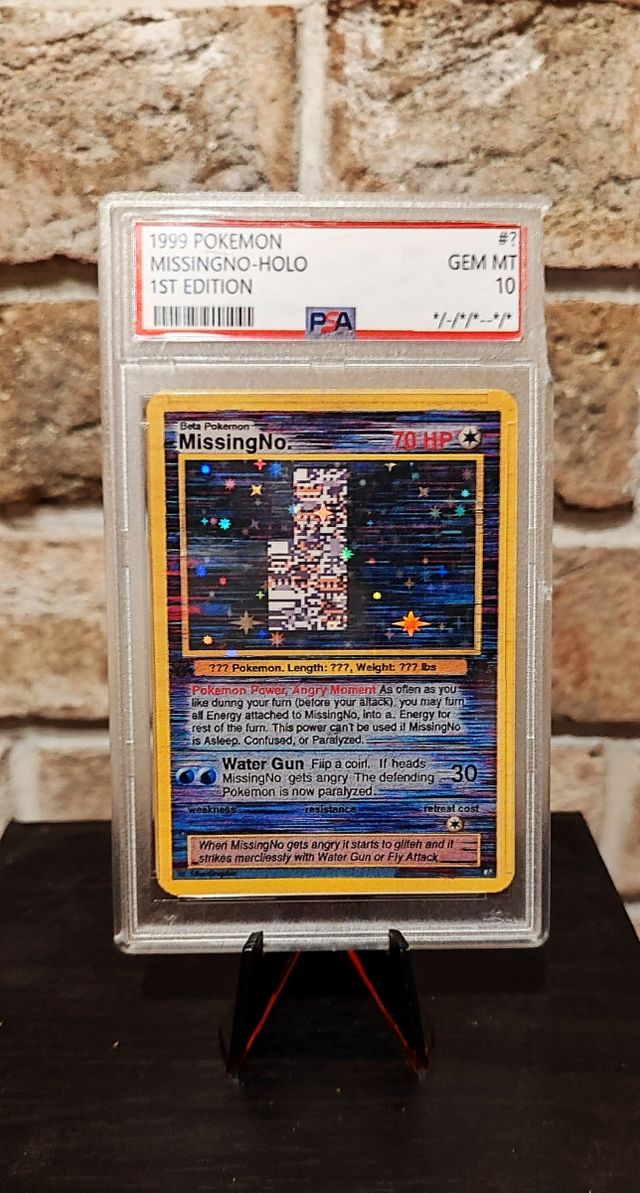 1999 POKEMON #?
MISSINGNO-HOLO GEM MT
1ST EDITION 10
PSA */-/*/*--*/*
Beta Pokemon
MissingNo. 70 HP
??? Pokemon. Length: ???, Weight: ??? lbs
Pokemon Power, Angry Moment As often as you
like during your furn (before your attack), you may furn
all Energy attached to MissingNo, into a. Energy for
rest of the furn. This power can't be used if MissingNo
is Asleep. Confused, or Paralyzed.
Water Gun Flip a coin. If heads
MissingNo gets angry The defending 30
Pokemon is now paralyzed
weakness resistance retreat cost
When MissingNo gets angry it starts to glitch and it
strikes mercilessly with Water Gun or Fly Attack